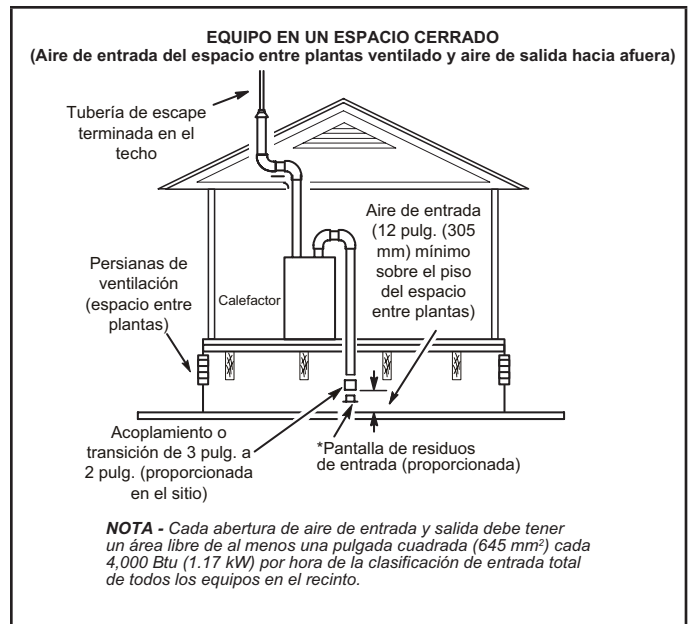 EQUIPO EN UN ESPACIO CERRADO
(Aire de entrada del espacio entre plantas ventilado y aire de salida hacia afuera)
Tubería de escape
terminada en el
techo
Aire de entrada
(12 pulg. (305
mm) mínimo
sobre el piso
del espacio
entre plantas)
Persianas de
ventilación
(espacio entre
plantas)
Calefactor
Acoplamiento o
transición de 3 pulg. a
2 pulg. (proporcionada
en el sitio)
*Pantalla de residuos
de entrada (proporcionada)
NOTA - Cada abertura de aire de entrada y salida debe tener
un área libre de al menos una pulgada cuadrada (645 mm²) cada
4,000 Btu (1.17 kW) por hora de la clasificación de entrada total
de todos los equipos en el recinto.